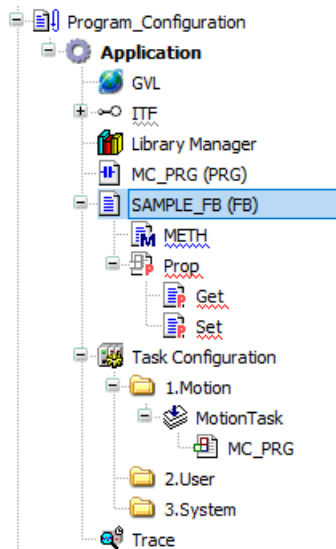 Program_Configuration
Application
GVL
ITF
Library Manager
MC_PRG (PRG)
SAMPLE_FB (FB)
METH
Prop
Get
Set
Task Configuration
1.Motion
MotionTask
MC_PRG
2.User
3.System
Trace